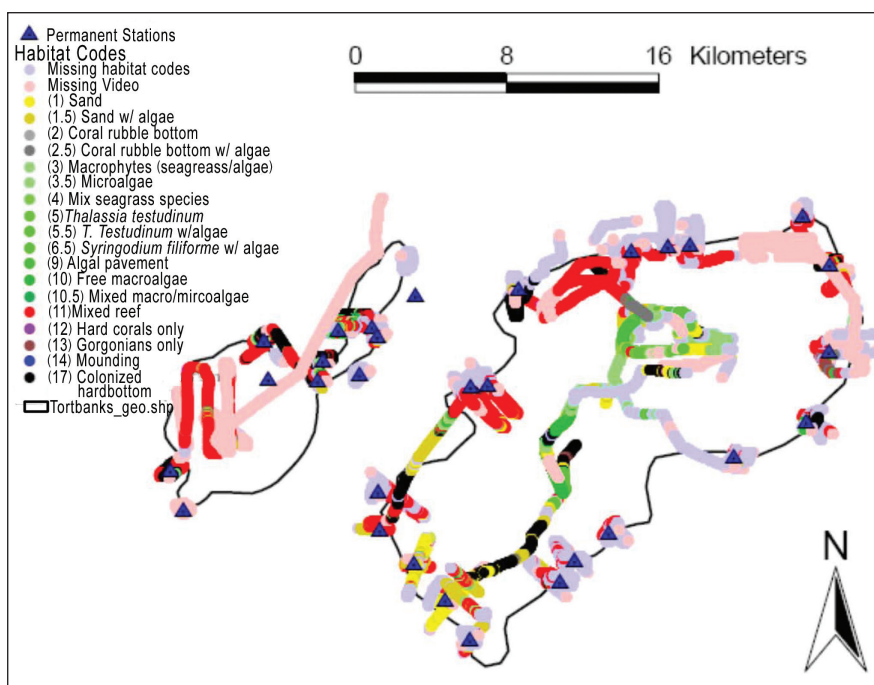 Permanent Stations
Habitat Codes
Missing habitat codes
Missing Video
(1) Sand
(1.5) Sand w/ algae
(2) Coral rubble bottom
(2.5) Coral rubble bottom w/ algae
(3) Macrophytes (seagreass/algae)
(3.5) Microalgae
(4) Mix seagrass species
(5)Thalassia testudinum
(5.5) T. Testudinum w/algae
(6.5) Syringodium filiforme w/ algae
(9) Algal pavement
(10) Free macroalgae
(10.5) Mixed macro/mircoalgae
(11)Mixed reef
(12) Hard corals only
(13) Gorgonians only
(14) Mounding
(17) Colonized
hardbottom
Tortbanks_geo.shp
0 8 16 Kilometers
N